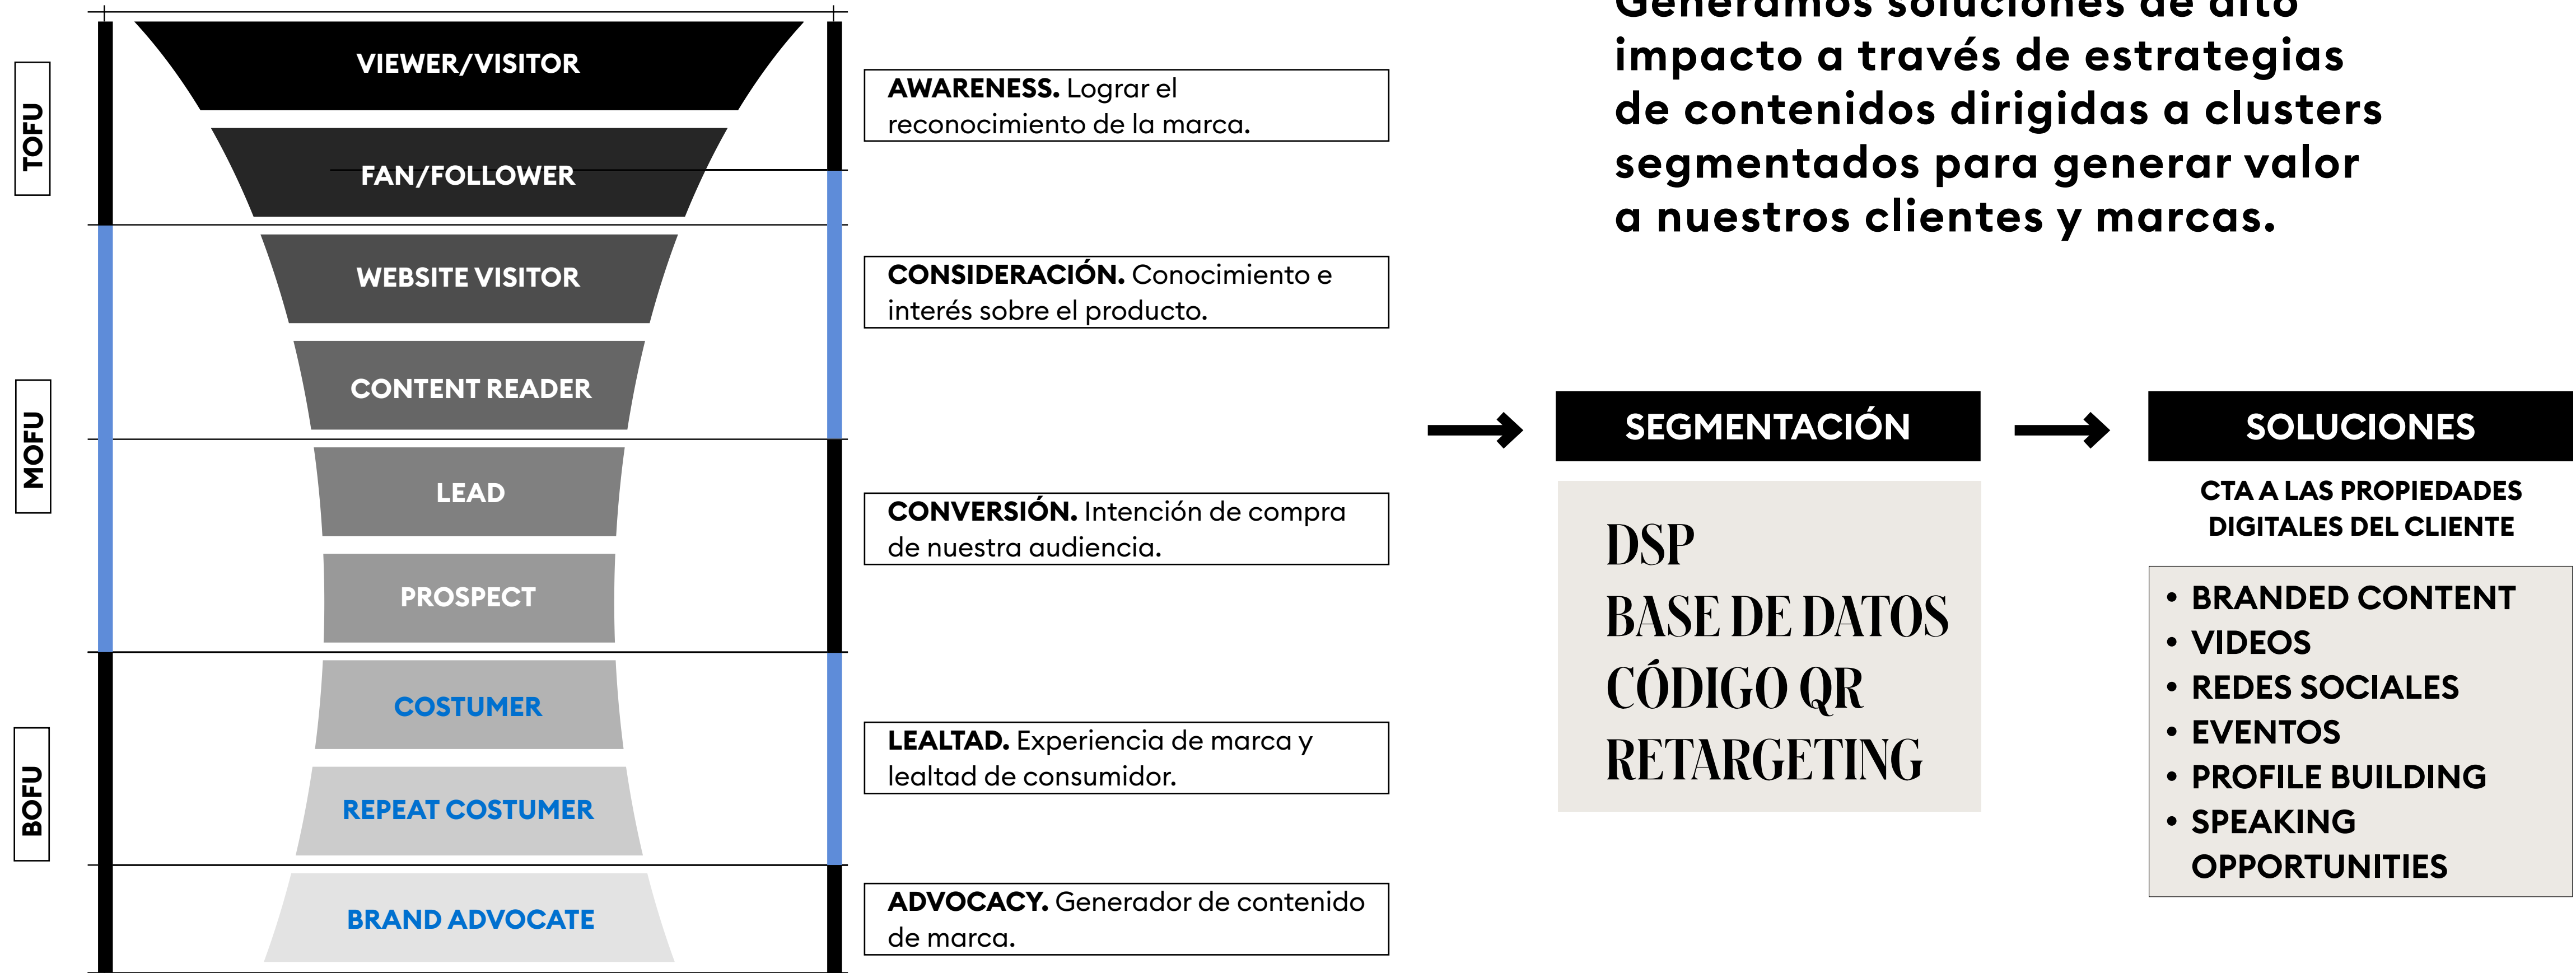 Generamos soluciones de alto
impacto a través de estrategias
de contenidos dirigidas a clusters
segmentados para generar valor
a nuestros clientes y marcas.
TOFU
MOFU
BOFU
VIEWER/VISITOR
FAN/FOLLOWER
WEBSITE VISITOR
CONTENT READER
LEAD
PROSPECT
COSTUMER
REPEAT COSTUMER
BRAND ADVOCATE
AWARENESS. Lograr el
reconocimiento de la marca.
CONSIDERACIÓN. Conocimiento e
interés sobre el producto.
CONVERSIÓN. Intención de compra
de nuestra audiencia.
LEALTAD. Experiencia de marca y
lealtad de consumidor.
ADVOCACY. Generador de contenido
de marca.
SEGMENTACIÓN
DSP
BASE DE DATOS
CÓDIGO QR
RETARGETING
SOLUCIONES
CTA A LAS PROPIEDADES
DIGITALES DEL CLIENTE
• BRANDED CONTENT
• VIDEOS
• REDES SOCIALES
• EVENTOS
• PROFILE BUILDING
• SPEAKING
OPPORTUNITIES